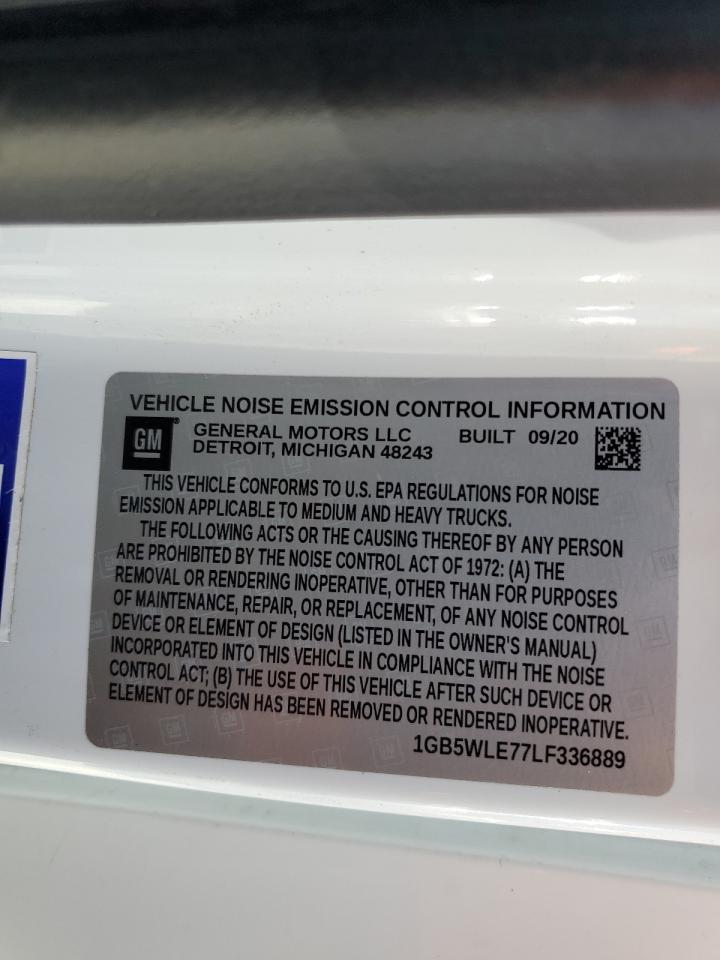 VEHICLE NOISE EMISSION CONTROL INFORMATION
GM® GENERAL MOTORS LLC BUILT 09/20
DETROIT, MICHIGAN 48243
THIS VEHICLE CONFORMS TO U.S. EPA REGULATIONS FOR NOISE
EMISSION APPLICABLE TO MEDIUM AND HEAVY TRUCKS.
THE FOLLOWING ACTS OR THE CAUSING THEREOF BY ANY PERSON
ARE PROHIBITED BY THE NOISE CONTROL ACT OF 1972: (A) THE
REMOVAL OR RENDERING INOPERATIVE, OTHER THAN FOR PURPOSES
OF MAINTENANCE, REPAIR, OR REPLACEMENT, OF ANY NOISE CONTROL
DEVICE OR ELEMENT OF DESIGN (LISTED IN THE OWNER'S MANUAL)
INCORPORATED INTO THIS VEHICLE IN COMPLIANCE WITH THE NOISE
CONTROL ACT; (B) THE USE OF THIS VEHICLE AFTER SUCH DEVICE OR
ELEMENT OF DESIGN HAS BEEN REMOVED OR RENDERED INOPERATIVE.
1GB5WLE77LF336889